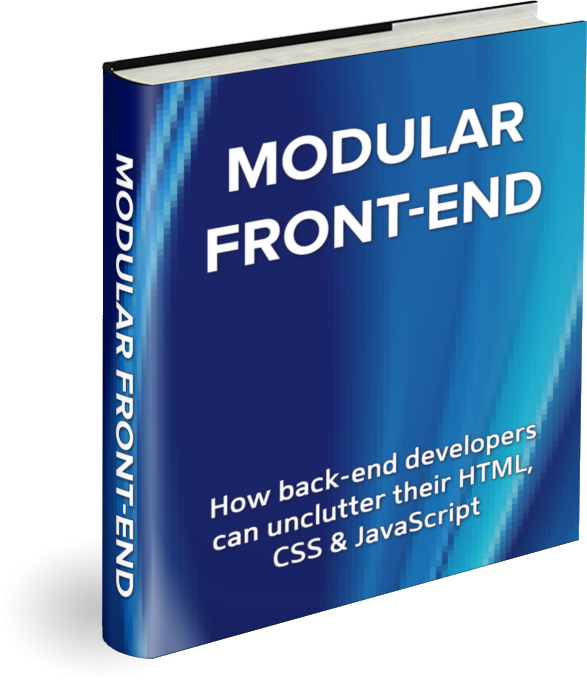 MODULAR
FRONT-END
How back-end developers
can unclutter their HTML,
CSS & JavaScript
MODULAR FRONT-END